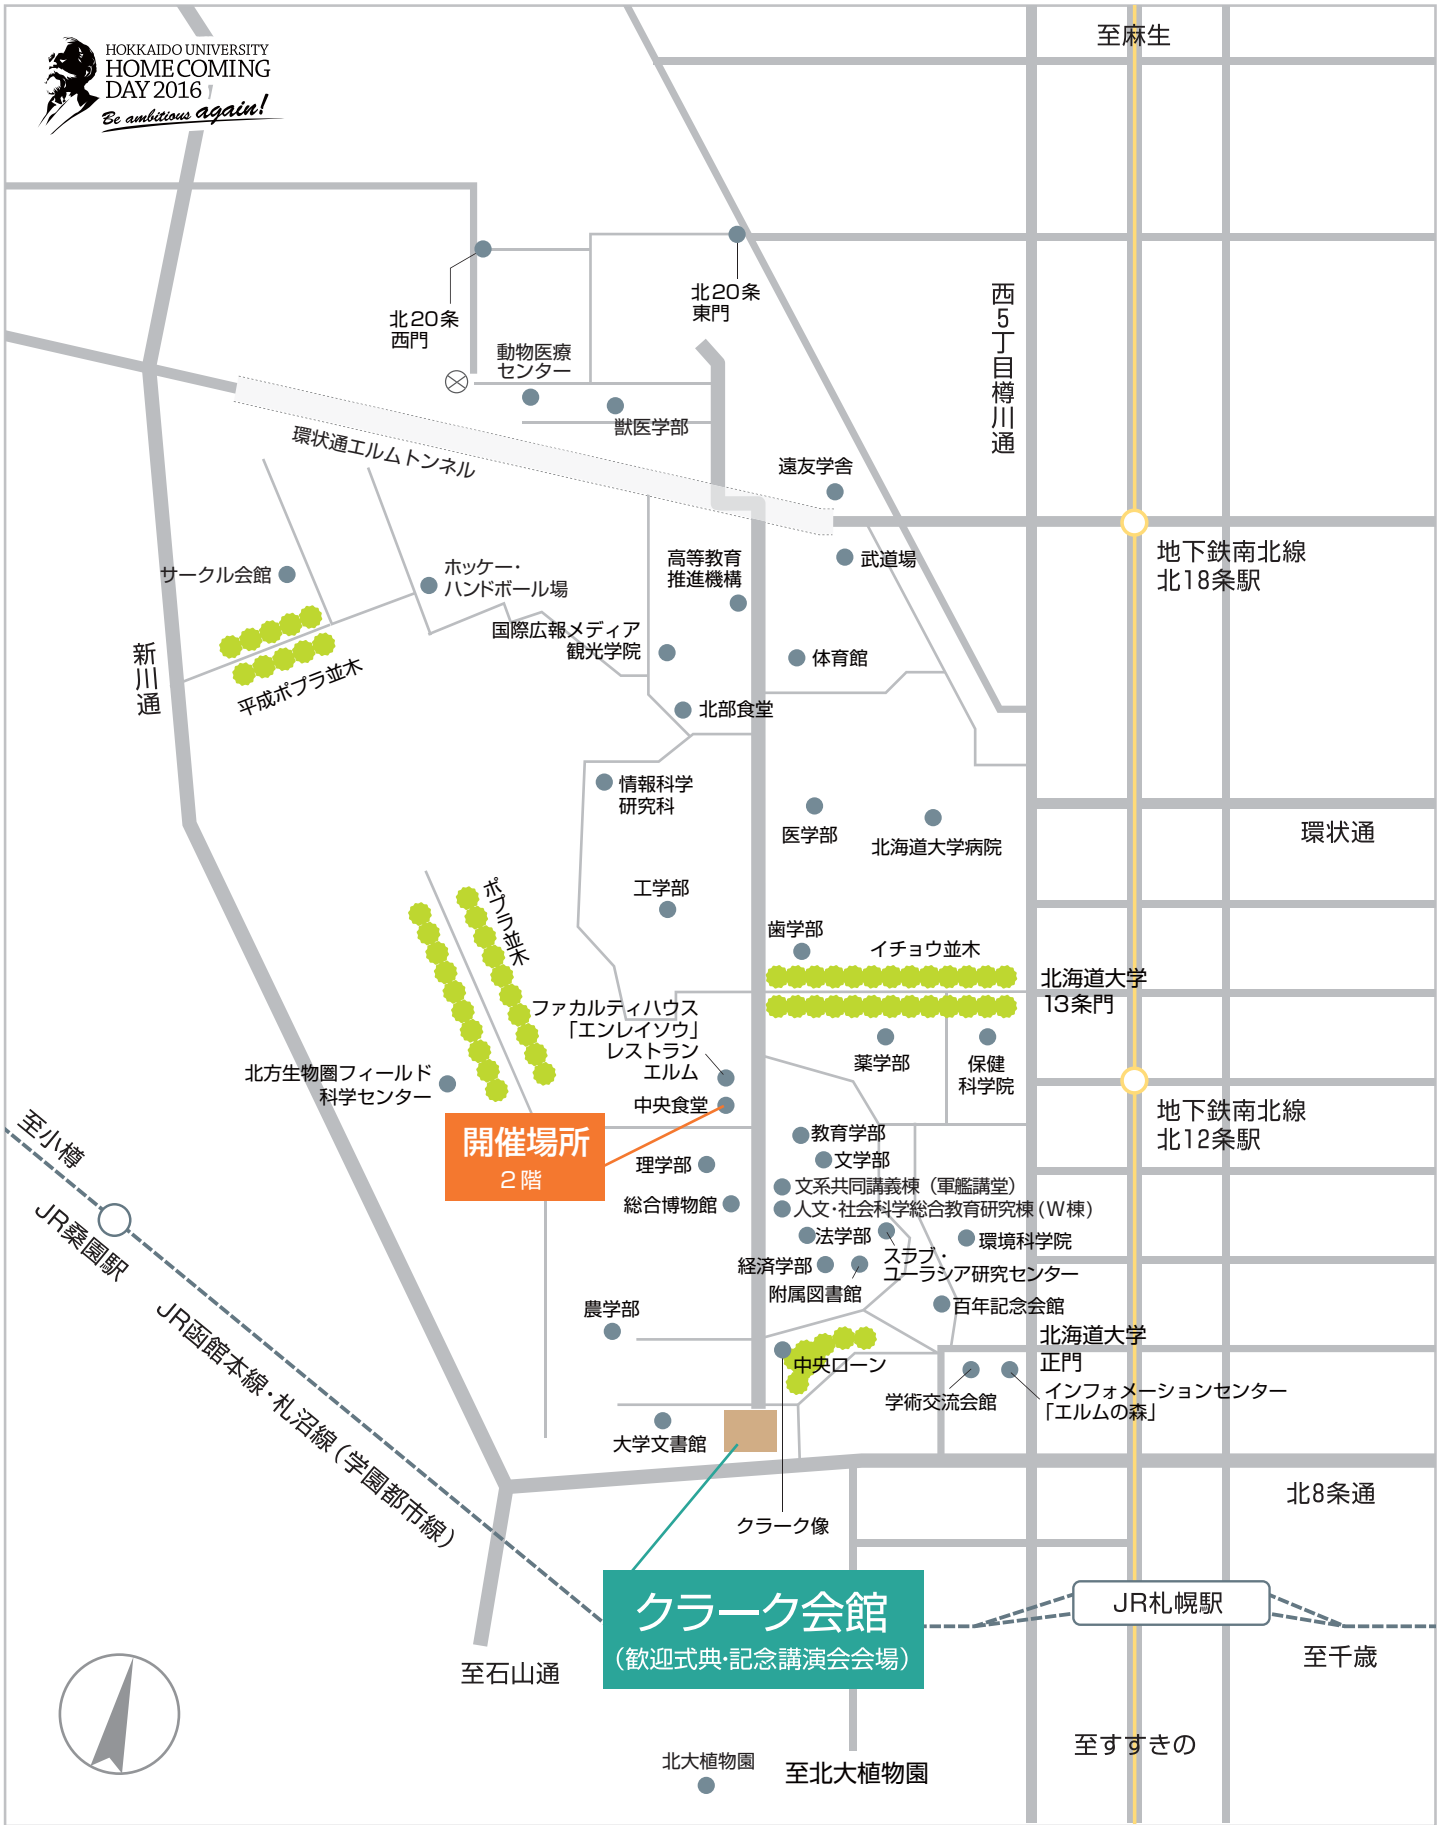 HOKKAIDO UNIVERSITY
HOMECOMING
DAY 2016
Be ambitious again!
至麻生
北20条
西門
北20条
東門
西5丁目樽川通
動物医療
センター
獣医学部
環状通エルムトンネル
遠友学舎
武道場
地下鉄南北線
北18条駅
高等教育
推進機構
サークル会館
ホッケー・
ハンドボール場
国際広報メディア
観光学院
体育館
新川通
平成ポプラ並木
北部食堂
情報科学
研究科
医学部
北海道大学病院
環状通
工学部
ポプラ並木
歯学部
イチョウ並木
北海道大学
13条門
ファカルティハウス
「エンレイソウ」
レストラン
エルム
薬学部
保健
科学院
北方生物圏フィールド
科学センター
中央食堂
地下鉄南北線
北12条駅
開催場所
2階
教育学部
文学部
理学部
文系共同講義棟（軍艦講堂）
総合博物館
人文・社会科学総合教育研究棟(W棟)
法学部
スラブ・
ユーラシア研究センター
環境科学院
経済学部
附属図書館
百年記念会館
至小樽
JR桑園駅
JR函館本線・札沼線（学園都市線）
農学部
中央ローン
北海道大学
正門
学術交流会館
インフォメーションセンター
「エルムの森」
大学文書館
北8条通
クラーク像
クラーク会館
（歓迎式典・記念講演会会場）
JR札幌駅
至千歳
至石山通
至すすきの
北大植物園
至北大植物園